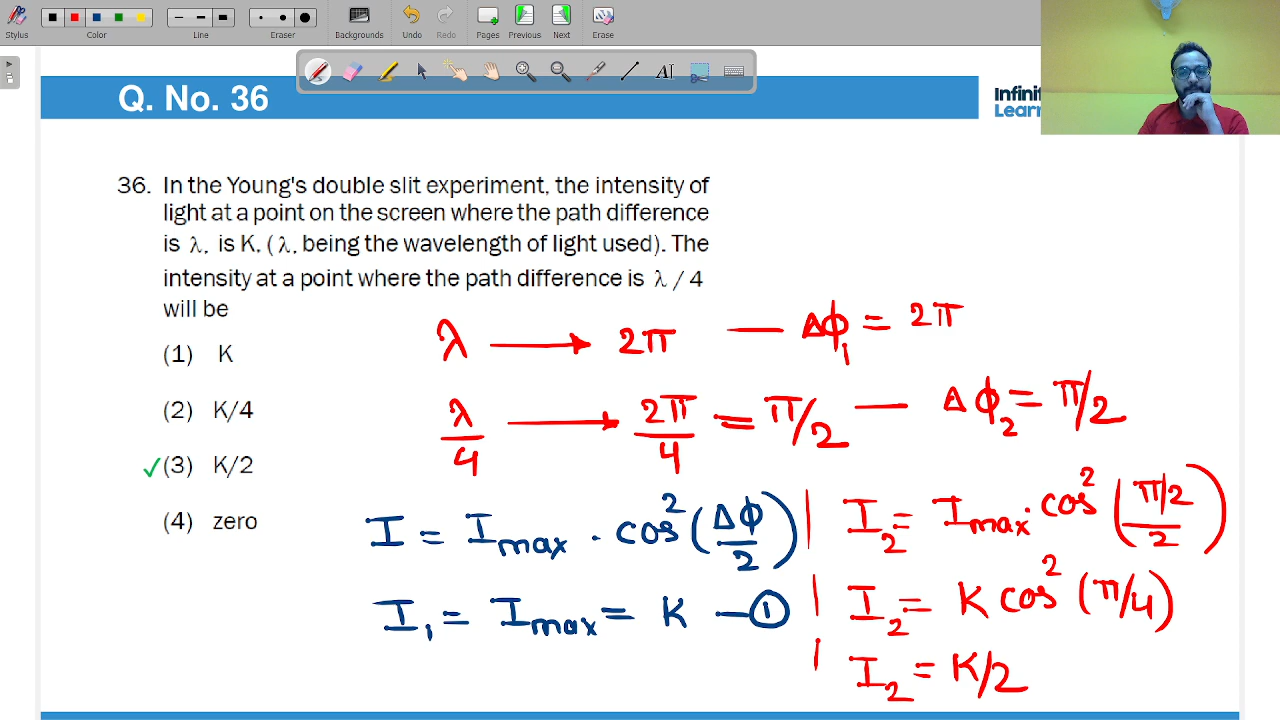 Stylus
Color
Line
Eraser
Backgrounds
Undo
Redo
Pages
Previous
Next
Erase
Q. No. 36
Infinit
Learn
36. In the Young's double slit experiment, the intensity of
light at a point on the screen where the path difference
is λ, is K, (λ, being the wavelength of light used). The
intensity at a point where the path difference is λ / 4
will be
(1) K
(2) K/4
✓(3) K/2
(4) zero
λ → 2π — Δϕ₁ = 2π
λ/4 → 2π/4 = π/2 — Δϕ₂ = π/2
I = Imax . cos² (Δϕ/2)
I₁ = Imax = K — ①
I₂ = Imax . cos² ((π/2)/2)
I₂ = K cos² (π/4)
I₂ = K/2